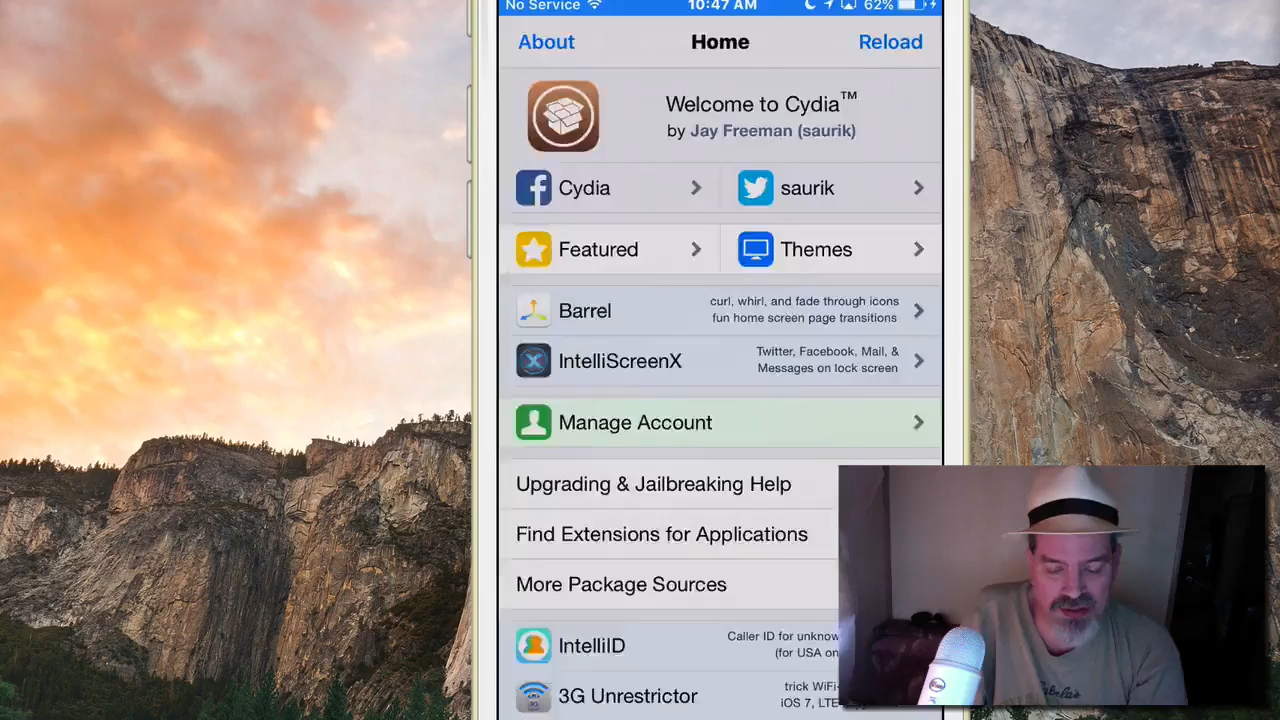 No Service 10:47 AM 62%
About Home Reload
Welcome to Cydia™
by Jay Freeman (saurik)
Cydia saurik
Featured Themes
Barrel curl, whirl, and fade through icons
fun home screen page transitions
IntelliScreenX Twitter, Facebook, Mail, &
Messages on lock screen
Manage Account
Upgrading & Jailbreaking Help
Find Extensions for Applications
More Package Sources
IntelliID Caller ID for unknow
(for USA on
3G Unrestrictor trick WiFi-
iOS 7, LTE
Cabela's